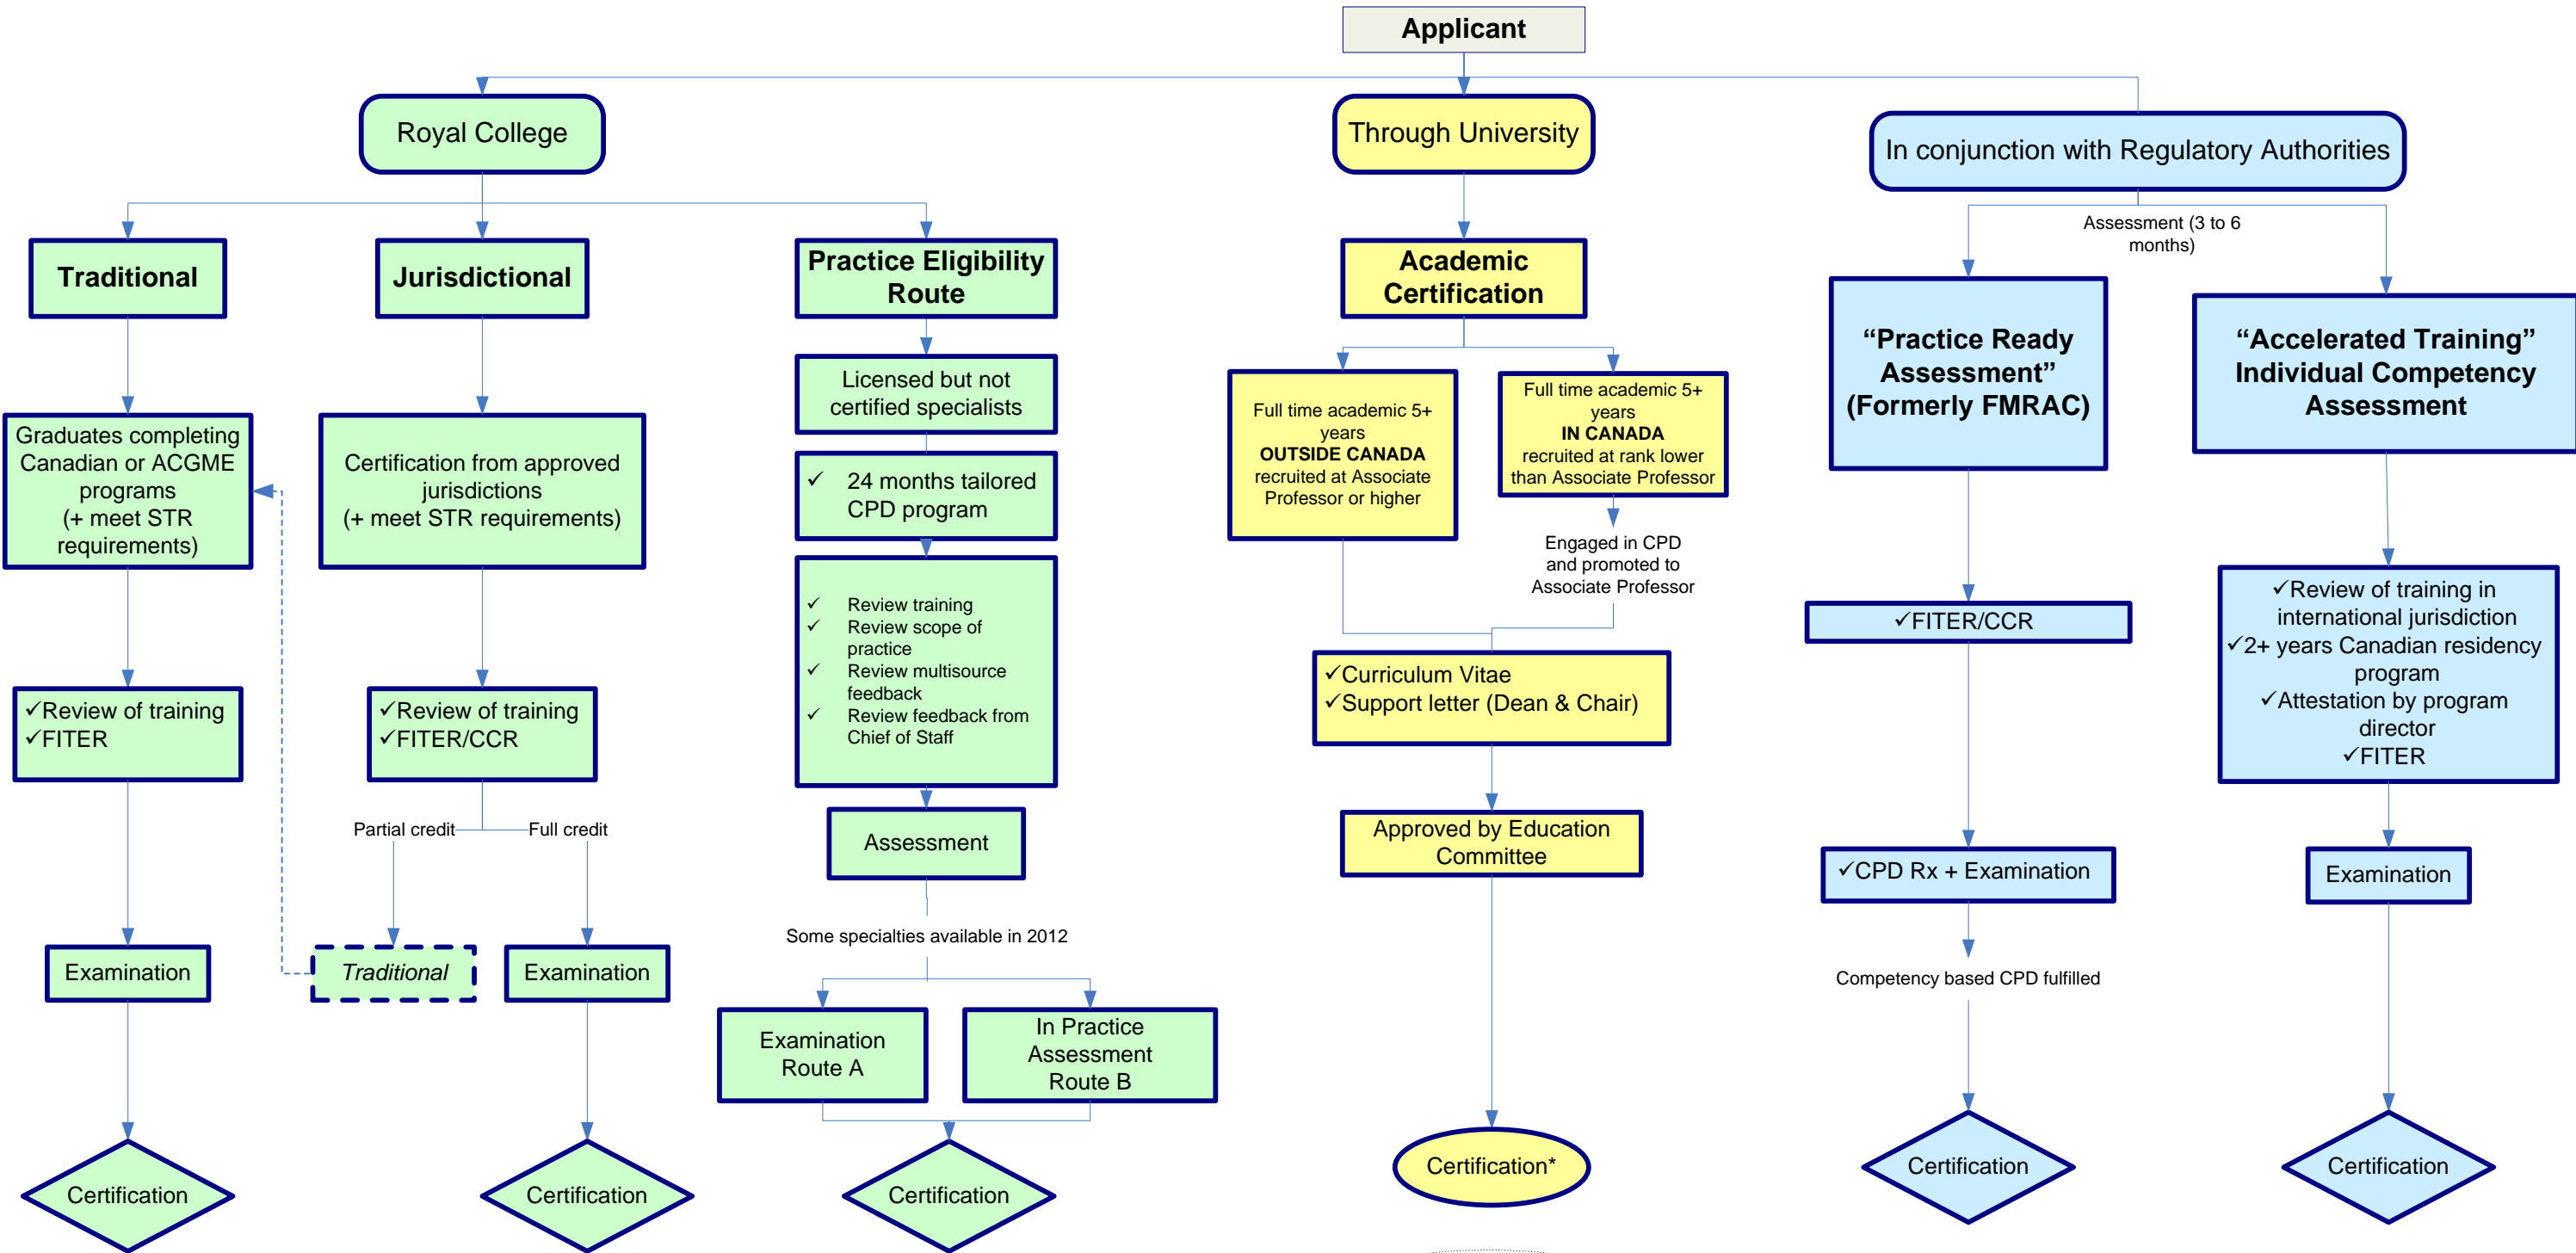 Applicant
Royal College
Through University
In conjunction with Regulatory Authorities
Traditional
Jurisdictional
Practice Eligibility
Route
Academic
Certification
Assessment (3 to 6
months)
“Practice Ready
Assessment”
(Formerly FMRAC)
“Accelerated Training”
Individual Competency
Assessment
Graduates completing
Canadian or ACGME
programs
(+ meet STR
requirements)
Certification from approved
jurisdictions
(+ meet STR requirements)
Licensed but not
certified specialists
✓ 24 months tailored
CPD program
✓ Review training
✓ Review scope of
practice
✓ Review multisource
feedback
✓ Review feedback from
Chief of Staff
Full time academic 5+
years
OUTSIDE CANADA
recruited at Associate
Professor or higher
Full time academic 5+
years
IN CANADA
recruited at rank lower
than Associate Professor
Engaged in CPD
and promoted to
Associate Professor
✓FITER/CCR
✓Review of training in
international jurisdiction
✓2+ years Canadian residency
program
✓Attestation by program
director
✓FITER
✓Review of training
✓FITER
✓Review of training
✓FITER/CCR
✓Curriculum Vitae
✓Support letter (Dean & Chair)
Partial credit
Full credit
Assessment
Approved by Education
Committee
✓CPD Rx + Examination
Examination
Some specialties available in 2012
Examination
Traditional
Examination
Competency based CPD fulfilled
Examination
Route A
In Practice
Assessment
Route B
Certification
Certification
Certification
Certification*
Certification
Certification